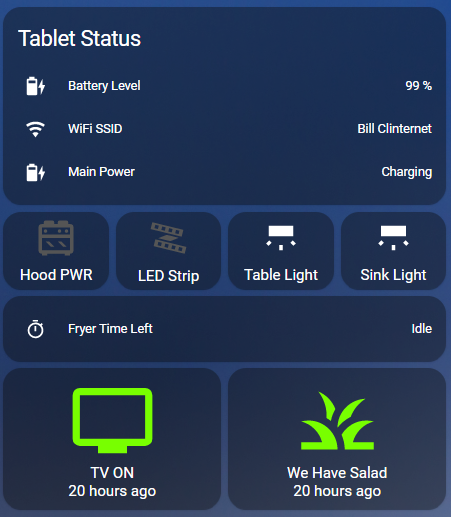 Tablet Status
Battery Level 99 %
WiFi SSID Bill Clinternet
Main Power Charging
Hood PWR LED Strip Table Light Sink Light
Fryer Time Left Idle
TV ON We Have Salad
20 hours ago 20 hours ago